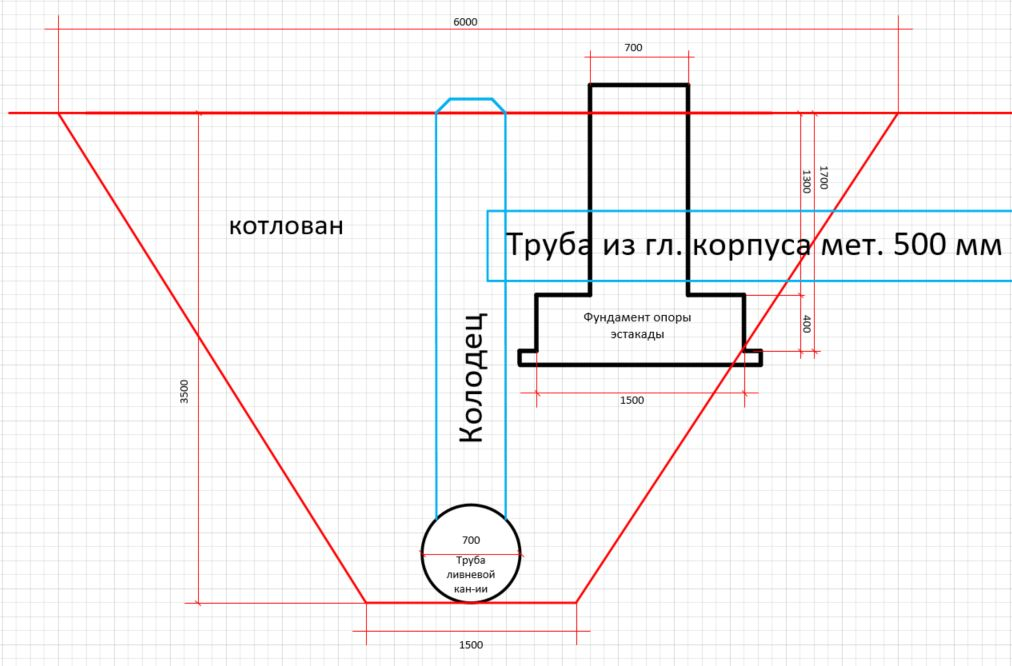 6000
700
1300
1700
котлован
Труба из гл. корпуса мет. 500 мм
Фундамент опоры
эстакады
400
Колодец
3500
1500
700
Труба
ливневой
кан-ии
1500